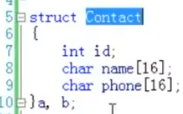 5 struct Contact
6 {
7 int id;
8 char name[16];
9 char phone[16];
10 }a, b;